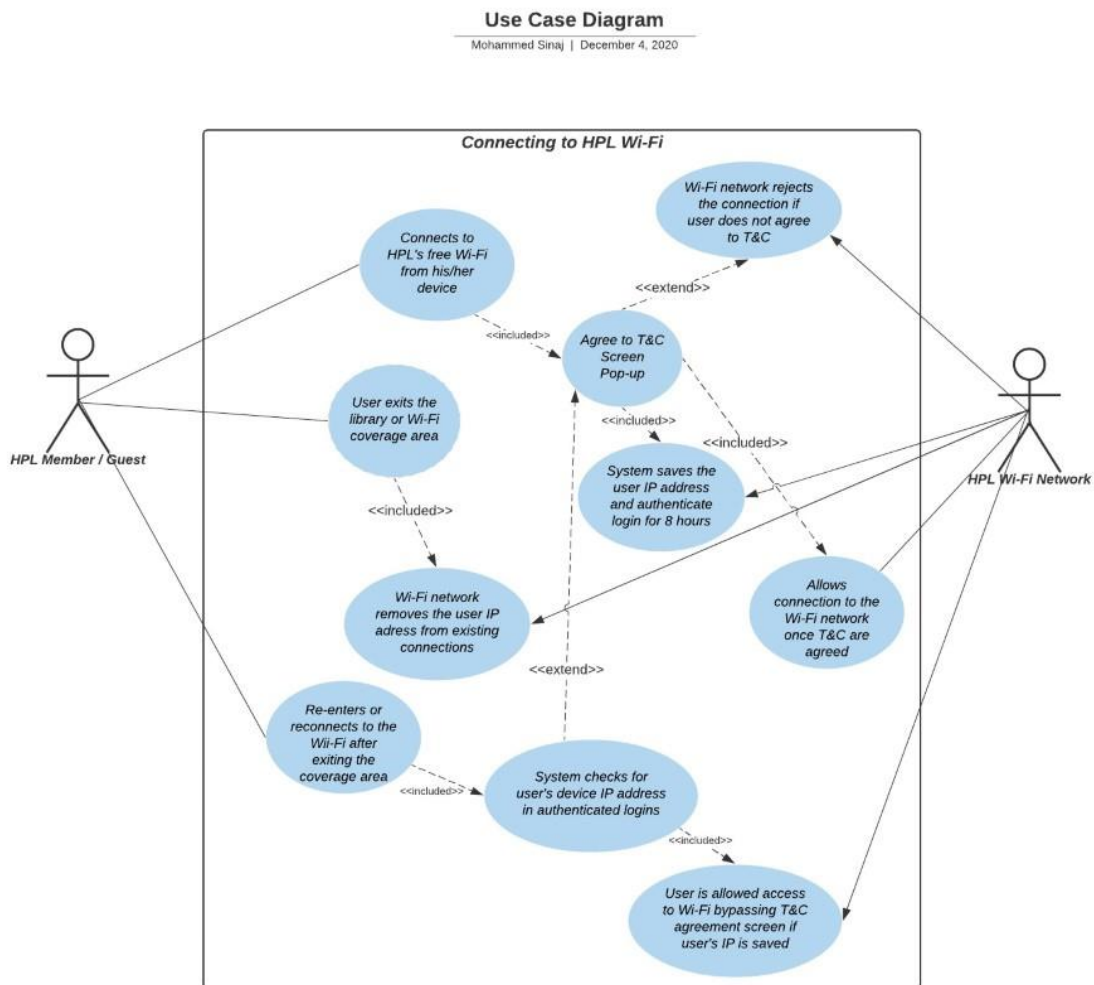 Use Case Diagram
Mohammed Sinaj | December 4, 2020
Connecting to HPL Wi-Fi
Wi-Fi network rejects
the connection if
user does not agree
to T&C
Connects to
HPL's free Wi-Fi
from his/her
device
<<extend>>
<<included>>
Agree to T&C
Screen
Pop-up
User exits the
library or Wi-Fi
coverage area
HPL Member / Guest
HPL Wi-Fi Network
<<included>>
<<included>>
System saves the
user IP address
and authenticate
login for 8 hours
<<included>>
Wi-Fi network
removes the user IP
adress from existing
connections
Allows
connection to the
Wi-Fi network
once T&C are
agreed
<<extend>>
Re-enters or
reconnects to the
Wii-Fi after
exiting the
coverage area
<<included>>
System checks for
user's device IP address
in authenticated logins
<<included>>
User is allowed access
to Wi-Fi bypassing T&C
agreement screen if
user's IP is saved